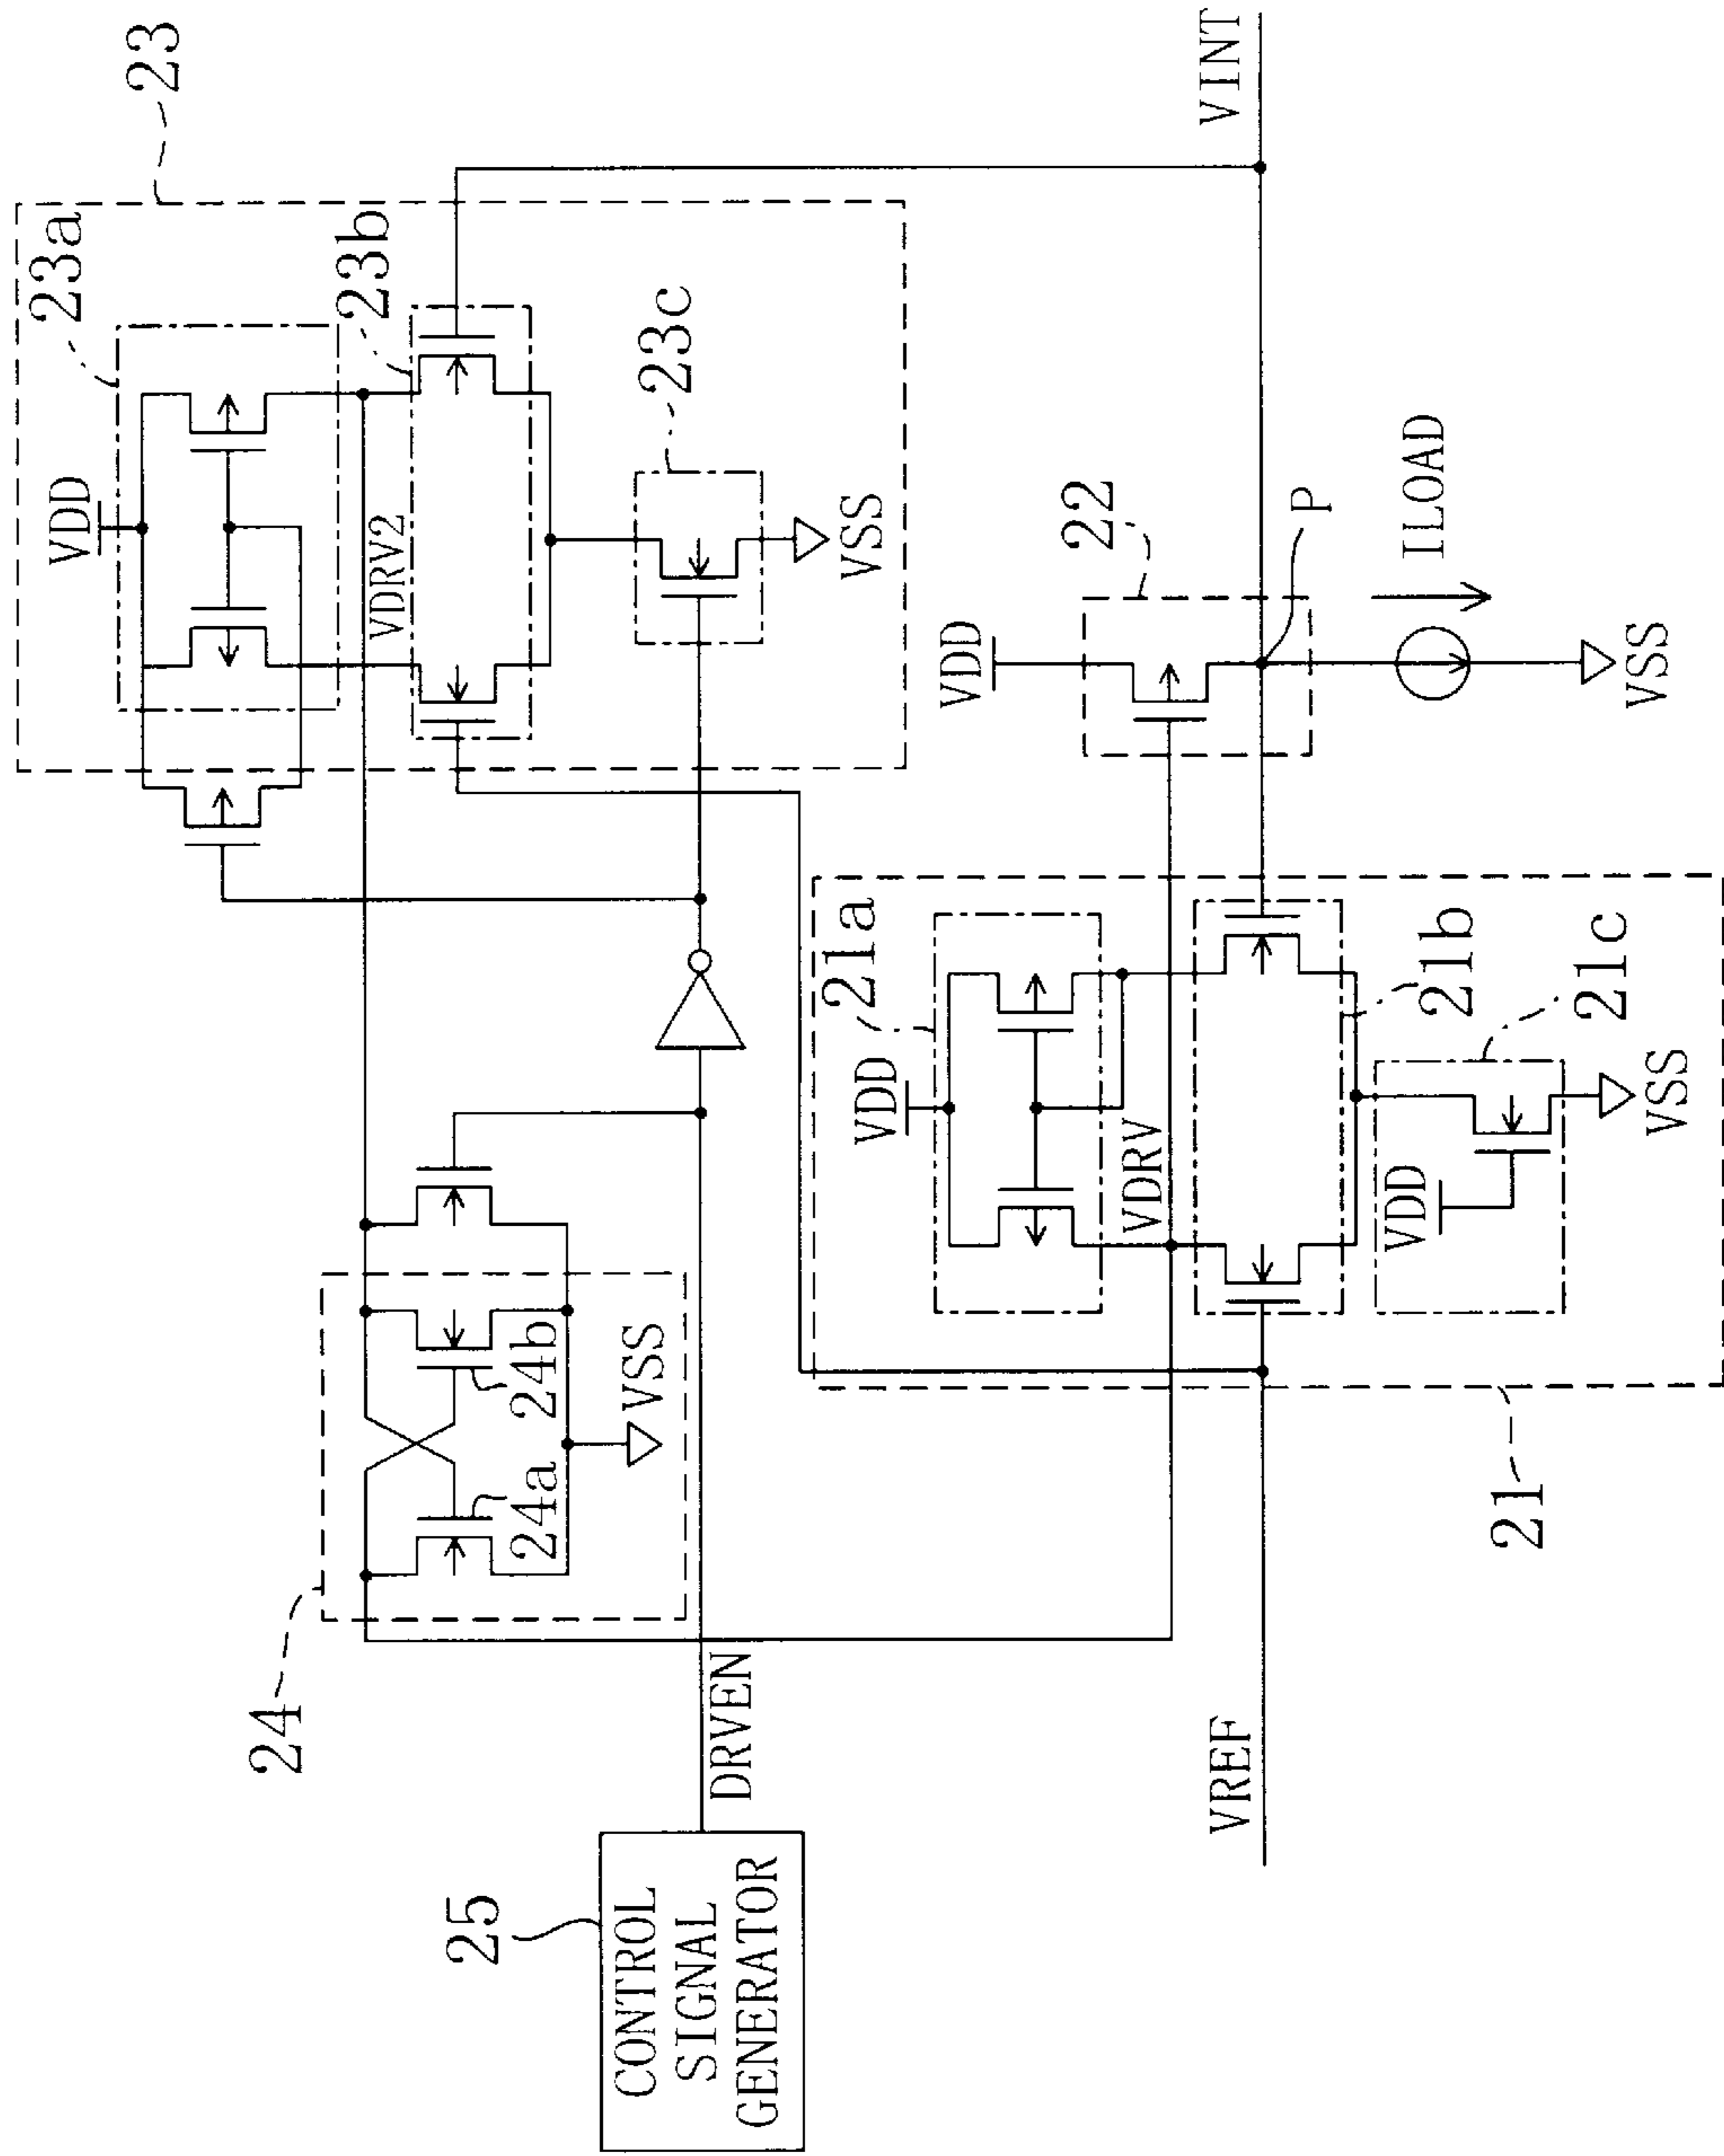 23
23a
VDD
23b
VDRV2
23c
VSS
24
24a
24b
VSS
25
CONTROL
SIGNAL
GENERATOR
DRVEN
21a
VDD
VDRV
21b
21c
VDD
VSS
21
VREF
22
VDD
P
ILOAD
VSS
VINT